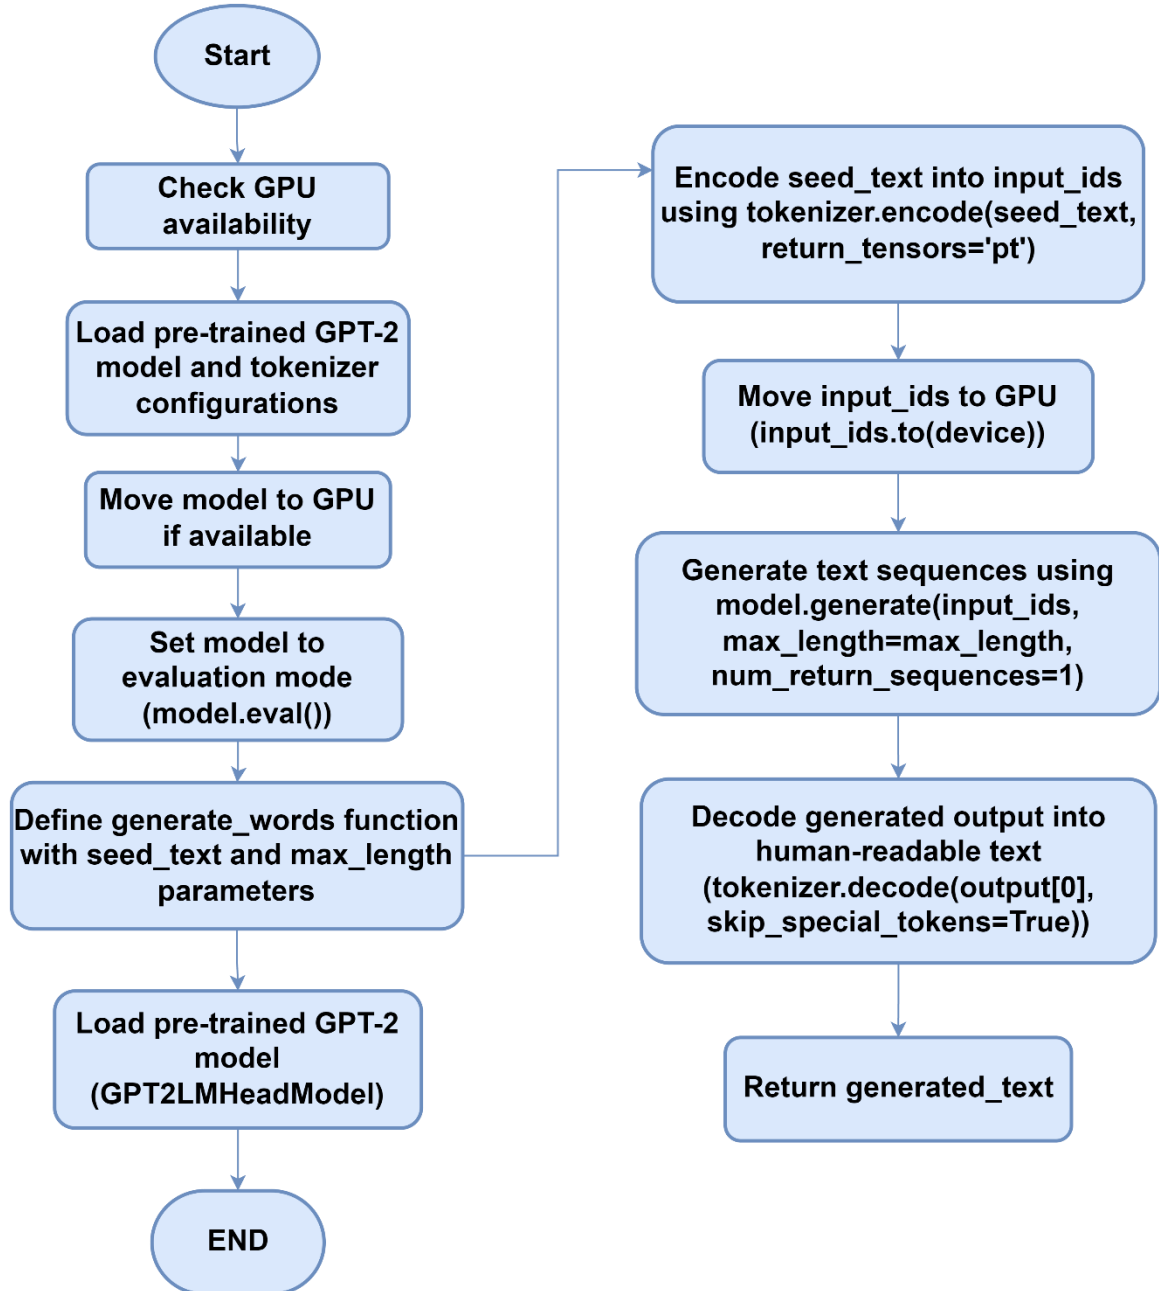 Start
Check GPU
availability
Load pre-trained GPT-2
model and tokenizer
configurations
Move model to GPU
if available
Set model to
evaluation mode
(model.eval())
Define generate_words function
with seed_text and max_length
parameters
Load pre-trained GPT-2
model
(GPT2LMHeadModel)
END
Encode seed_text into input_ids
using tokenizer.encode(seed_text,
return_tensors='pt')
Move input_ids to GPU
(input_ids.to(device))
Generate text sequences using
model.generate(input_ids,
max_length=max_length,
num_return_sequences=1)
Decode generated output into
human-readable text
(tokenizer.decode(output[0],
skip_special_tokens=True))
Return generated_text